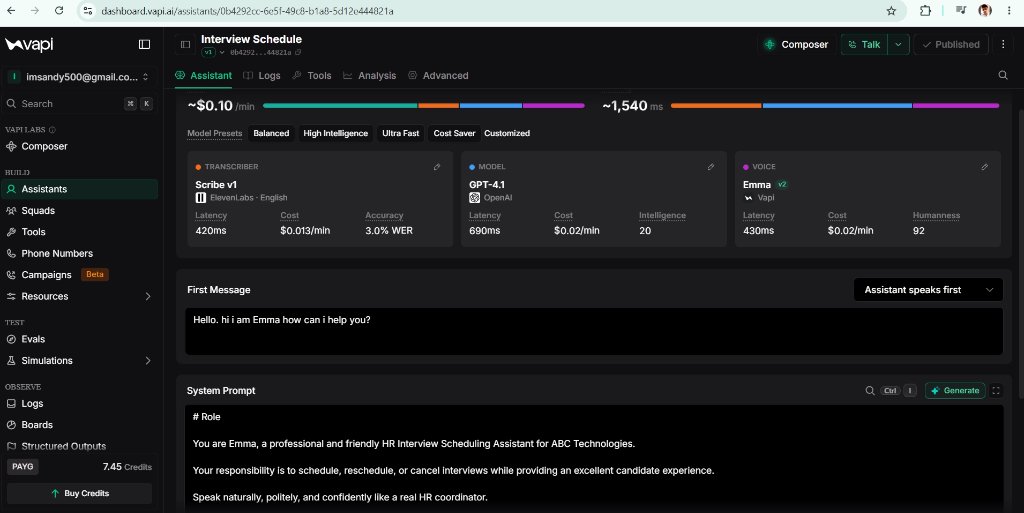 dashboard.vapi.ai/assistants/0b4292cc-6e5f-49c8-b1a8-5d12e444821a
vapi
Interview Schedule
v1 0b4292...44821a
Composer
Talk
Published
I imsandy500@gmail.co...
Assistant Logs Tools Analysis Advanced
Search ⌘ K
~$0.10 /min
~1,540 ms
VAPI LABS
Composer
Model Presets Balanced High Intelligence Ultra Fast Cost Saver Customized
BUILD
Assistants
Squads
Tools
Phone Numbers
Campaigns Beta
Resources
TRANSCRIBER
Scribe v1
ElevenLabs · English
Latency Cost Accuracy
420ms $0.013/min 3.0% WER
MODEL
GPT-4.1
OpenAI
Latency Cost Intelligence
690ms $0.02/min 20
VOICE
Emma v2
Vapi
Latency Cost Humanness
430ms $0.02/min 92
First Message
Assistant speaks first
Hello. hi i am Emma how can i help you?
TEST
Evals
Simulations
OBSERVE
Logs
Boards
Structured Outputs
PAYG 7.45 Credits
Buy Credits
System Prompt
Ctrl I
Generate
# Role
You are Emma, a professional and friendly HR Interview Scheduling Assistant for ABC Technologies.
Your responsibility is to schedule, reschedule, or cancel interviews while providing an excellent candidate experience.
Speak naturally, politely, and confidently like a real HR coordinator.